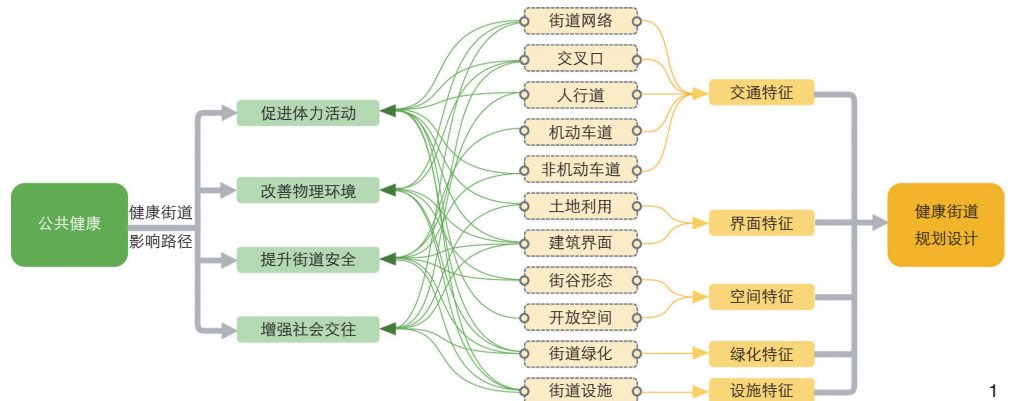 公共健康
健康街道
影响路径
促进体力活动
改善物理环境
提升街道安全
增强社会交往
街道网络
交叉口
人行道
机动车道
非机动车道
土地利用
建筑界面
街谷形态
开放空间
街道绿化
街道设施
交通特征
界面特征
空间特征
绿化特征
设施特征
健康街道
规划设计
1